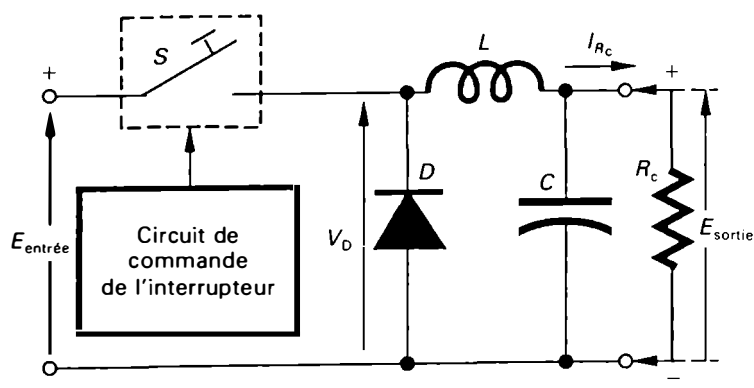 S
L
I_Rc
+
+
D
C
R_c
E_entrée
Circuit de
commande
de l'interrupteur
V_D
E_sortie
−